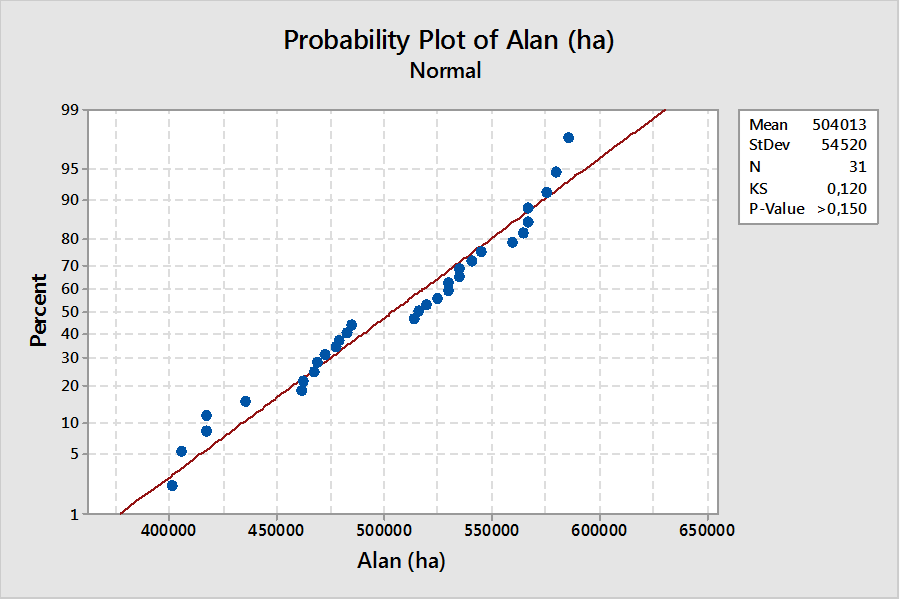 Probability Plot of Alan (ha)
Normal
Mean 504013
StDev 54520
N 31
KS 0,120
P-Value >0,150
Percent
99
95
90
80
70
60
50
40
30
20
10
5
1
400000 450000 500000 550000 600000 650000
Alan (ha)